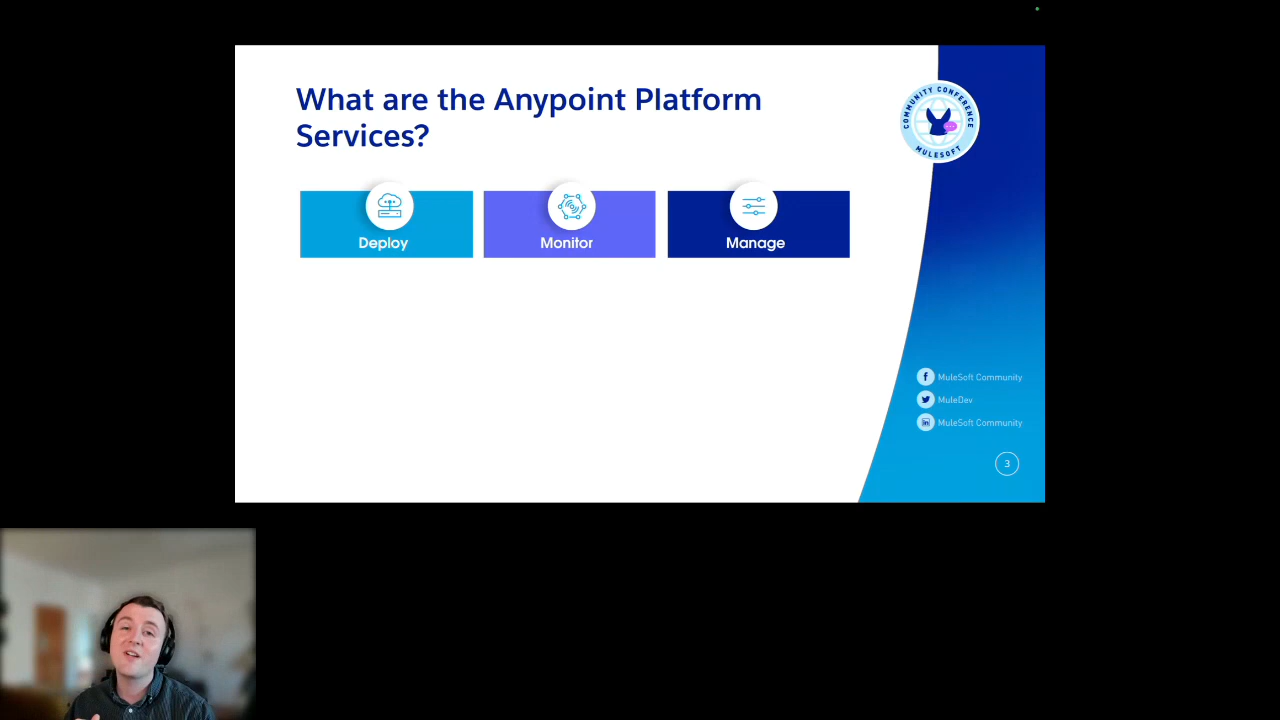 What are the Anypoint Platform
Services?
COMMUNITY CONFERENCE
MULESOFT
Deploy
Monitor
Manage
MuleSoft Community
MuleDev
MuleSoft Community
3